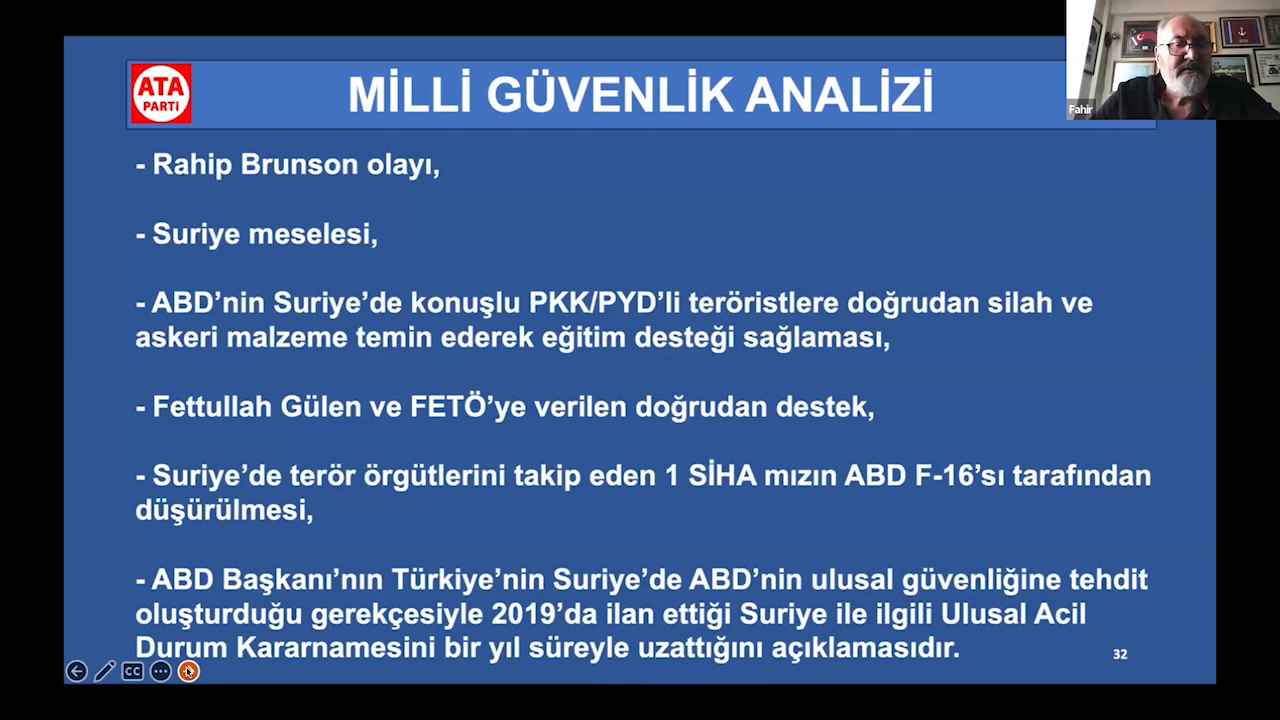 ATA
PARTİ
MİLLİ GÜVENLİK ANALİZİ
Fahir
- Rahip Brunson olayı,
- Suriye meselesi,
- ABD’nin Suriye’de konuşlu PKK/PYD’li teröristlere doğrudan silah ve
askeri malzeme temin ederek eğitim desteği sağlaması,
- Fettullah Gülen ve FETÖ’ye verilen doğrudan destek,
- Suriye’de terör örgütlerini takip eden 1 SİHA mızın ABD F-16’sı tarafından
düşürülmesi,
- ABD Başkanı’nın Türkiye’nin Suriye’de ABD’nin ulusal güvenliğine tehdit
oluşturduğu gerekçesiyle 2019’da ilan ettiği Suriye ile ilgili Ulusal Acil
Durum Kararnamesini bir yıl süreyle uzattığını açıklamasıdır.
32
CC